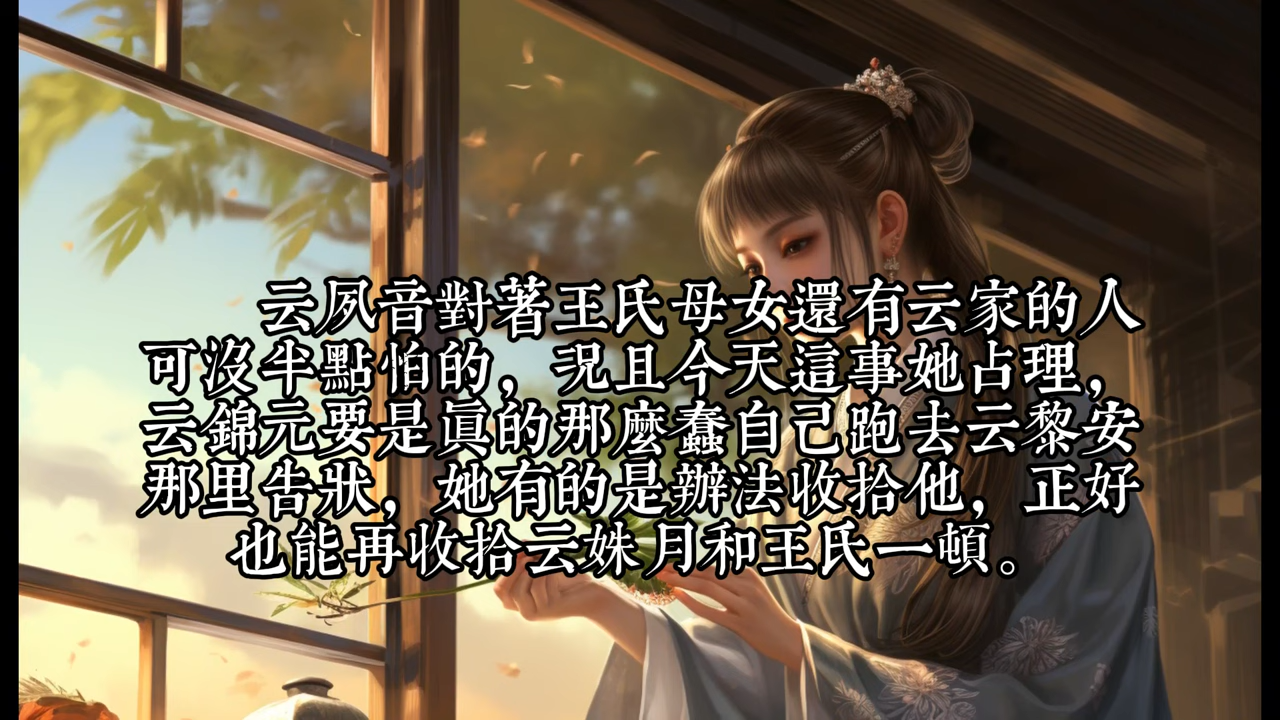 云夙音對著王氏母女還有云家的人
可沒半點怕的，況且今天這事她占理，
云錦元要是真的那麼蠢自己跑去云黎安
那里告狀，她有的是辦法收拾他，正好
也能再收拾云姝月和王氏一頓。